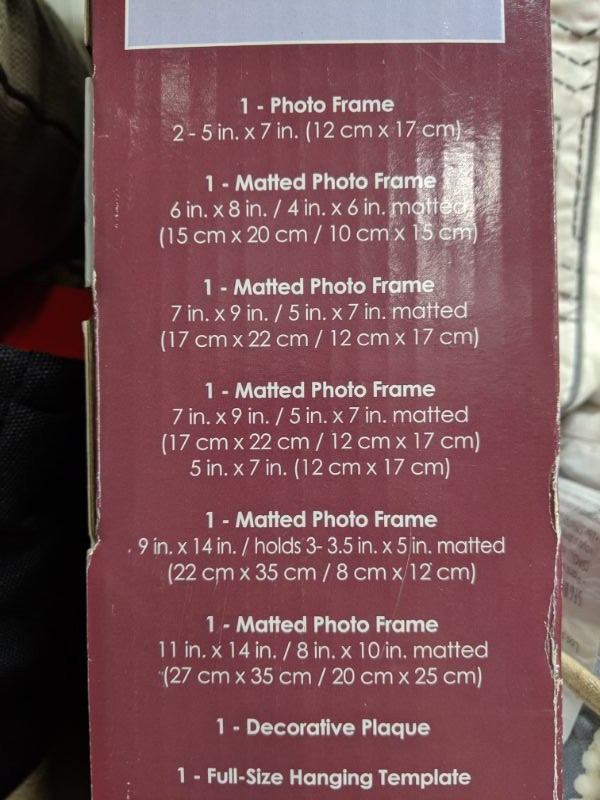 1 - Photo Frame
2 - 5 in. x 7 in. (12 cm x 17 cm)
1 - Matted Photo Frame
6 in. x 8 in. / 4 in. x 6 in. matted
(15 cm x 20 cm / 10 cm x 15 cm)
1 - Matted Photo Frame
7 in. x 9 in. / 5 in. x 7 in. matted
(17 cm x 22 cm / 12 cm x 17 cm)
1 - Matted Photo Frame
7 in. x 9 in. / 5 in. x 7 in. matted
(17 cm x 22 cm / 12 cm x 17 cm)
5 in. x 7 in. (12 cm x 17 cm)
1 - Matted Photo Frame
9 in. x 14 in. / holds 3- 3.5 in. x 5 in. matted
(22 cm x 35 cm / 8 cm x 12 cm)
1 - Matted Photo Frame
11 in. x 14 in. / 8 in. x 10 in. matted
(27 cm x 35 cm / 20 cm x 25 cm)
1 - Decorative Plaque
1 - Full-Size Hanging Template